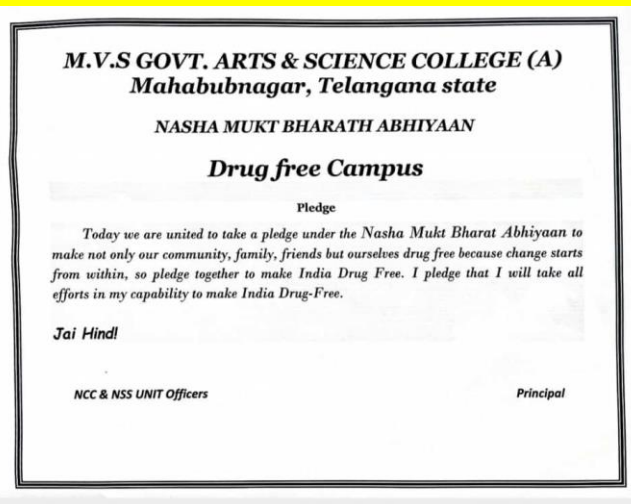 M.V.S GOVT. ARTS & SCIENCE COLLEGE (A)
Mahabubnagar, Telangana state
NASHA MUKT BHARATH ABHIYAAN
Drug free Campus
Pledge
Today we are united to take a pledge under the Nasha Mukt Bharat Abhiyaan to
make not only our community, family, friends but ourselves drug free because change starts
from within, so pledge together to make India Drug Free. I pledge that I will take all
efforts in my capability to make India Drug-Free.
Jai Hind!
NCC & NSS UNIT Officers
Principal